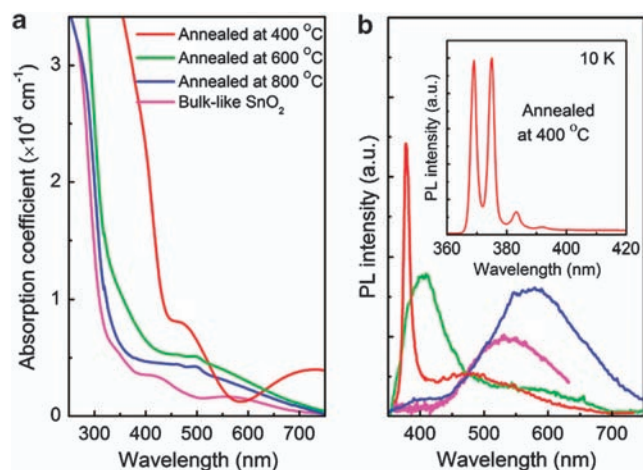 a
Annealed at 400 °C
Annealed at 600 °C
Annealed at 800 °C
Bulk-like SnO₂
Absorption coefficient (×10⁴ cm⁻¹)
3
2
1
0
300 400 500 600 700
Wavelength (nm)
b
10 K
Annealed
at 400 °C
PL intensity (a.u.)
360 380 400 420
Wavelength (nm)
PL intensity (a.u.)
400 500 600 700
Wavelength (nm)